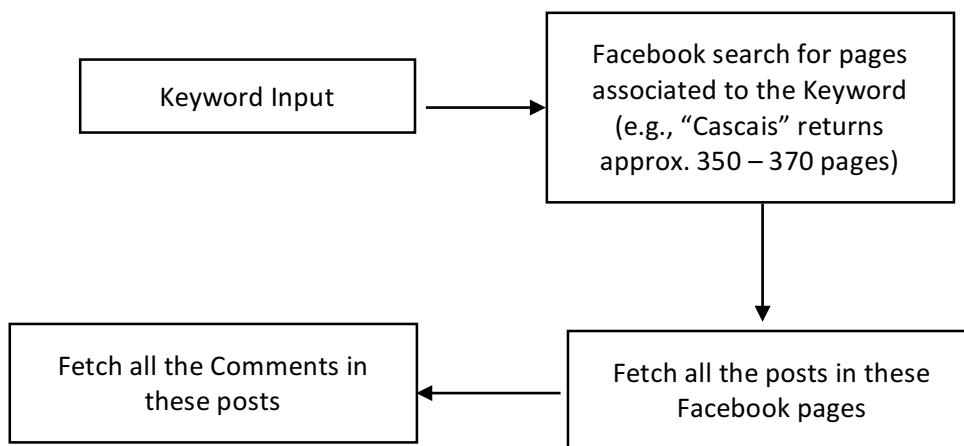 Keyword Input
Facebook search for pages
associated to the Keyword
(e.g., “Cascais” returns
approx. 350 – 370 pages)
Fetch all the posts in these
Facebook pages
Fetch all the Comments in
these posts